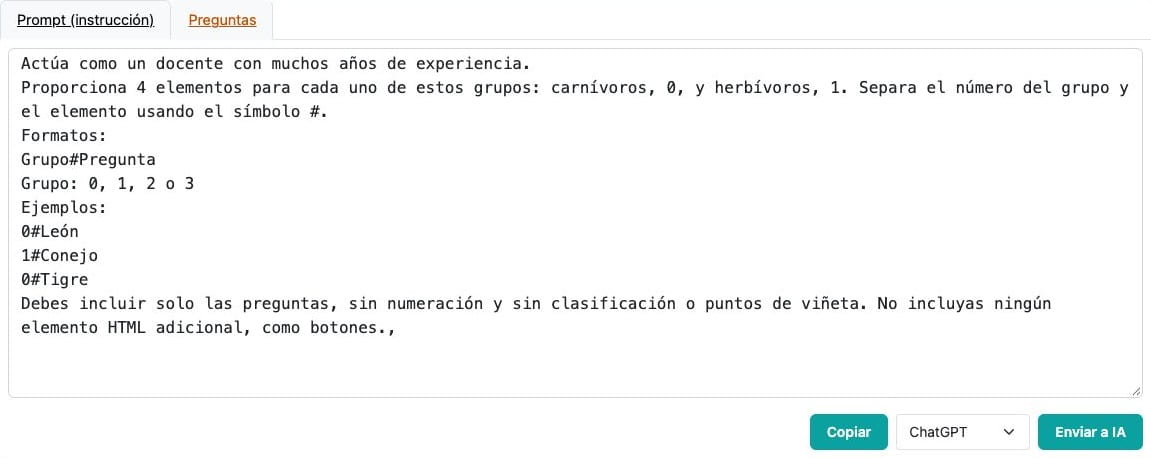 Prompt (instrucción) Preguntas
Actúa como un docente con muchos años de experiencia.
Proporciona 4 elementos para cada uno de estos grupos: carnívoros, 0, y herbívoros, 1. Separa el número del grupo y
el elemento usando el símbolo #.
Formatos:
Grupo#Pregunta
Grupo: 0, 1, 2 o 3
Ejemplos:
0#León
1#Conejo
0#Tigre
Debes incluir solo las preguntas, sin numeración y sin clasificación o puntos de viñeta. No incluyas ningún
elemento HTML adicional, como botones.,
Copiar ChatGPT Enviar a IA